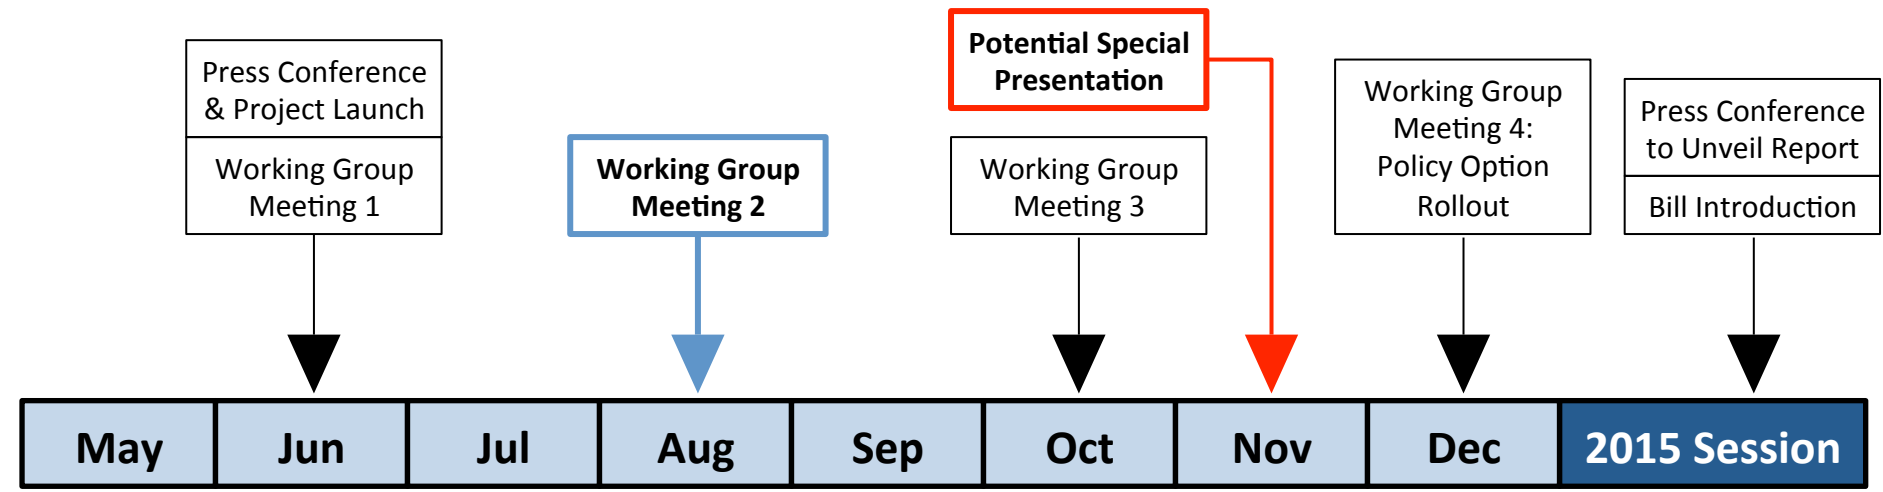 Press Conference
& Project Launch
Working Group
Meeting 1
Working Group
Meeting 2
Potential Special
Presentation
Working Group
Meeting 3
Working Group
Meeting 4:
Policy Option
Rollout
Press Conference
to Unveil Report
Bill Introduction
May
Jun
Jul
Aug
Sep
Oct
Nov
Dec
2015 Session